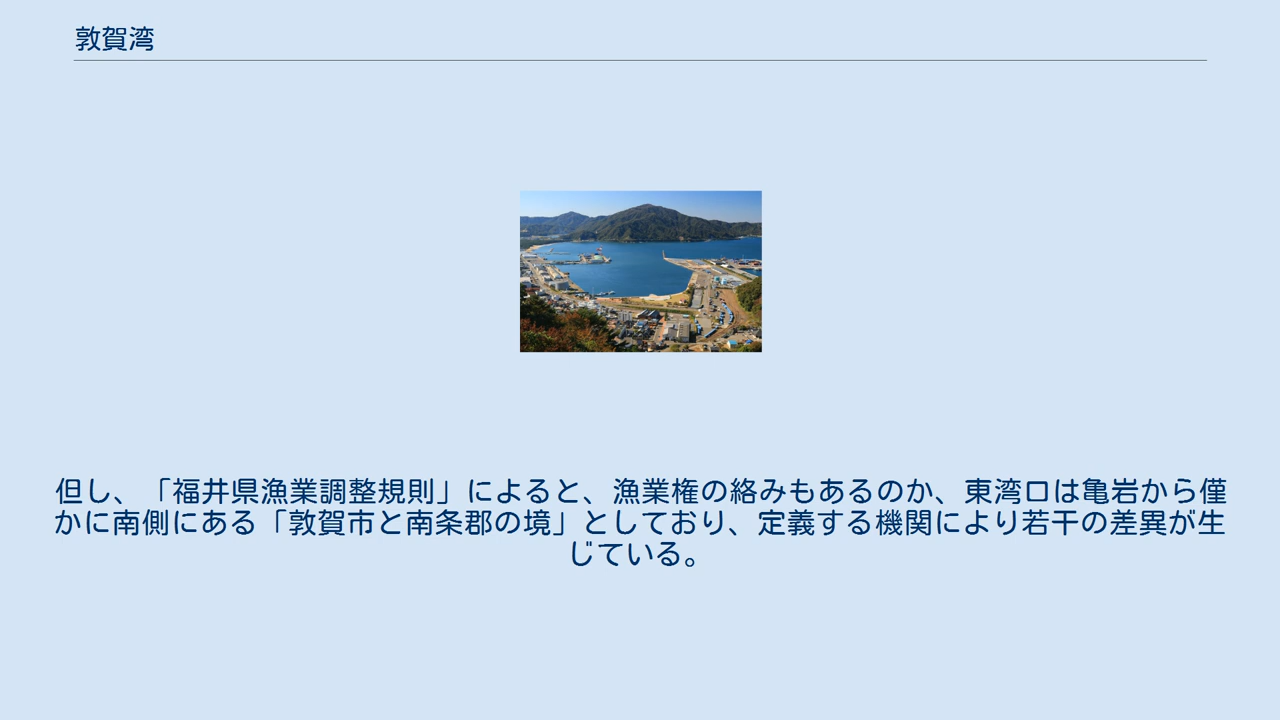 敦賀湾
但し、「福井県漁業調整規則」によると、漁業権の絡みもあるのか、東湾口は亀岩から僅
かに南側にある「敦賀市と南条郡の境」としており、定義する機関により若干の差異が生
じている。